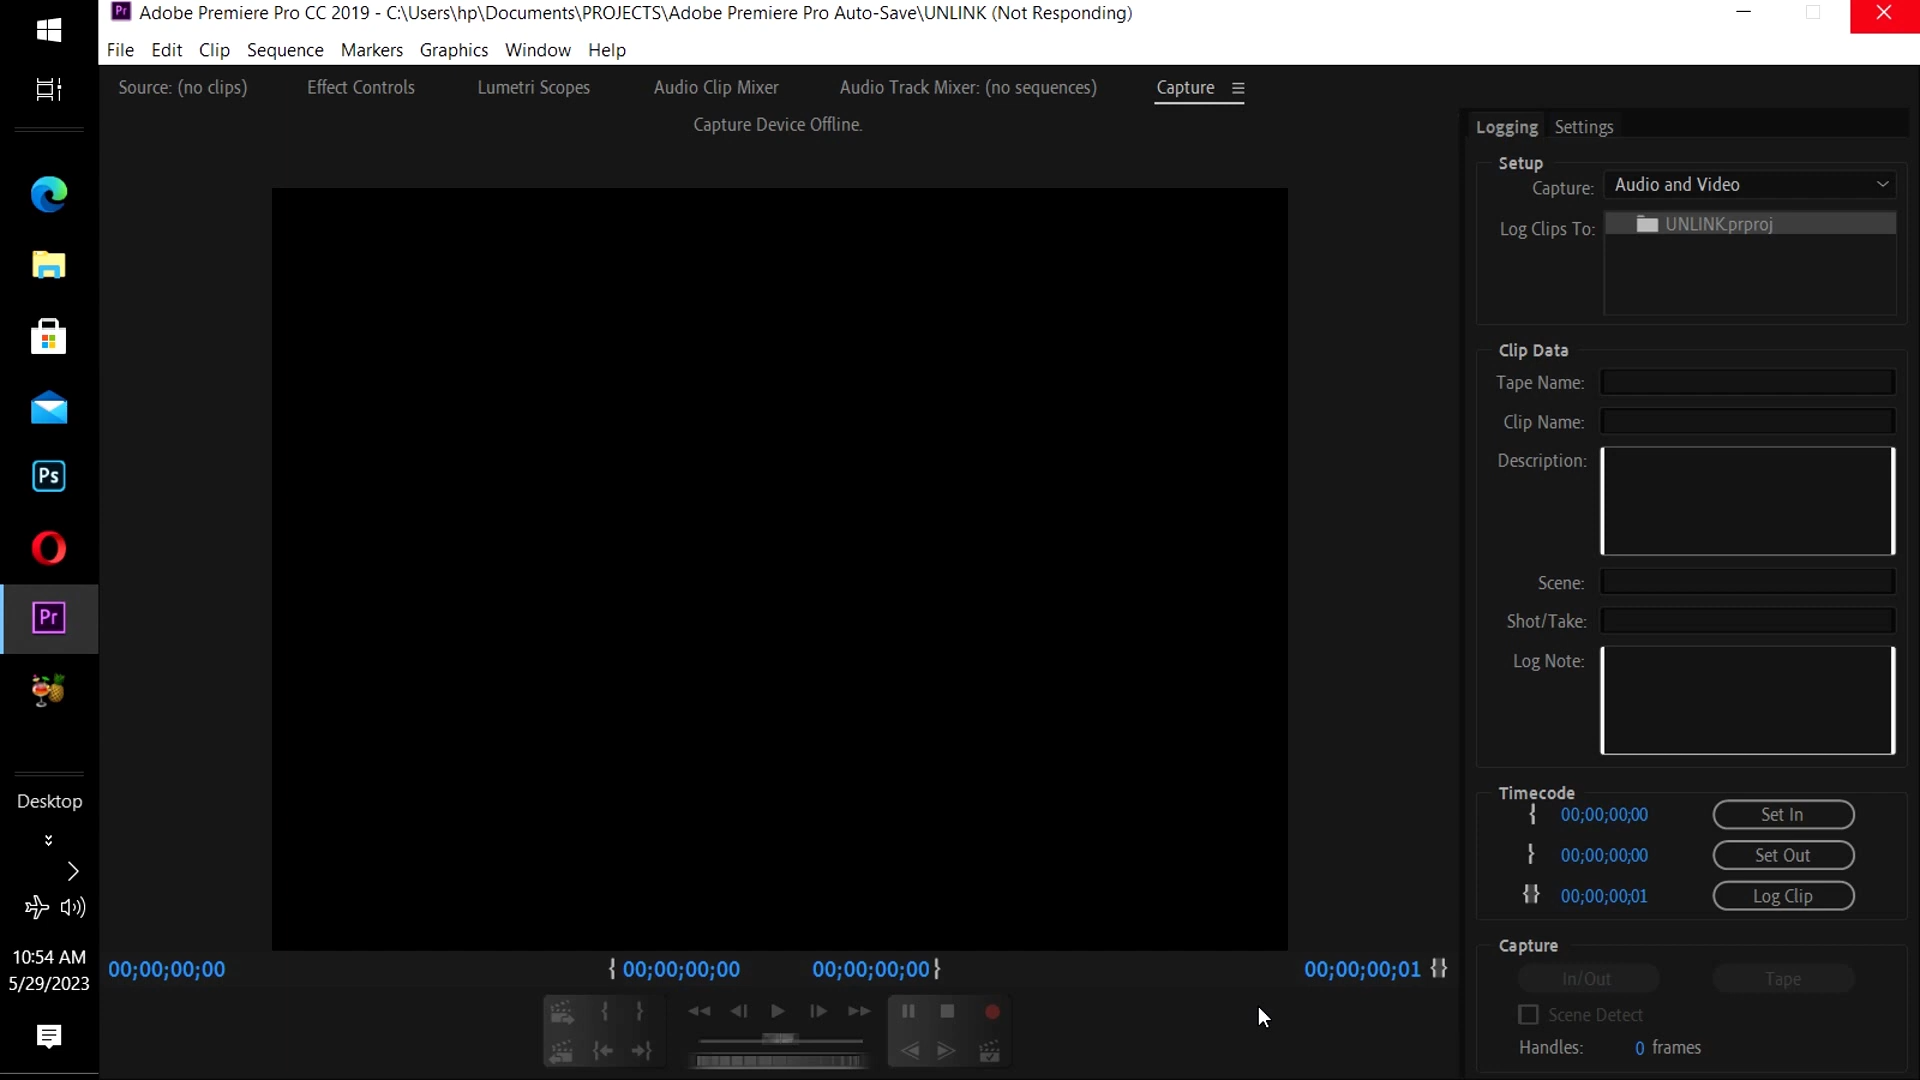 Pr Adobe Premiere Pro CC 2019 - C:\Users\hp\Documents\PROJECTS\Adobe Premiere Pro Auto-Save\UNLINK (Not Responding)
File Edit Clip Sequence Markers Graphics Window Help
Source: (no clips) Effect Controls Lumetri Scopes Audio Clip Mixer Audio Track Mixer: (no sequences) Capture
Capture Device Offline.
Logging Settings
Setup
Capture: Audio and Video
Log Clips To: UNLINK.prproj
Clip Data
Tape Name:
Clip Name:
Description:
Scene:
Shot/Take:
Log Note:
Timecode
{ 00;00;00;00 Set In
} 00;00;00;00 Set Out
{} 00;00;00;01 Log Clip
Capture
In/Out Tape
Scene Detect
Handles: 0 frames
00;00;00;00 { 00;00;00;00 00;00;00;00 } 00;00;00;01 {}
Ps
Pr
Desktop
10:54 AM
5/29/2023